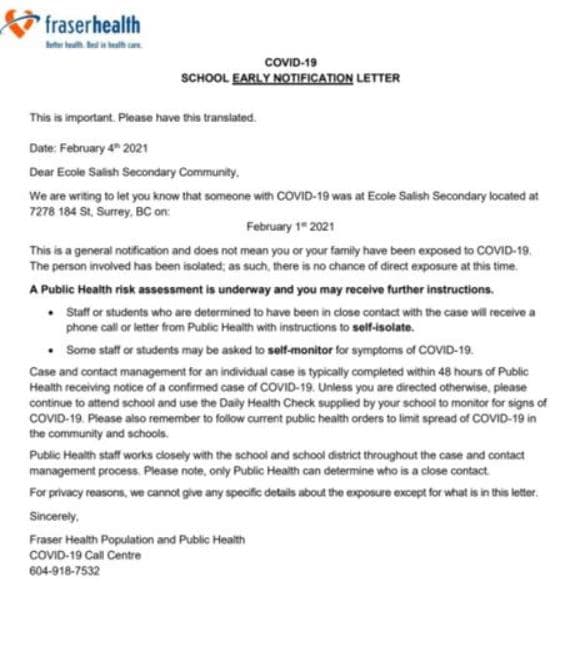 fraserhealth
Better health. Best in health care.
COVID-19
SCHOOL EARLY NOTIFICATION LETTER
This is important. Please have this translated.
Date: February 4th 2021
Dear Ecole Salish Secondary Community,
We are writing to let you know that someone with COVID-19 was at Ecole Salish Secondary located at
7278 184 St, Surrey, BC on:
February 1st 2021
This is a general notification and does not mean you or your family have been exposed to COVID-19.
The person involved has been isolated; as such, there is no chance of direct exposure at this time.
A Public Health risk assessment is underway and you may receive further instructions.
• Staff or students who are determined to have been in close contact with the case will receive a
phone call or letter from Public Health with instructions to self-isolate.
• Some staff or students may be asked to self-monitor for symptoms of COVID-19.
Case and contact management for an individual case is typically completed within 48 hours of Public
Health receiving notice of a confirmed case of COVID-19. Unless you are directed otherwise, please
continue to attend school and use the Daily Health Check supplied by your school to monitor for signs of
COVID-19. Please also remember to follow current public health orders to limit spread of COVID-19 in
the community and schools.
Public Health staff works closely with the school and school district throughout the case and contact
management process. Please note, only Public Health can determine who is a close contact.
For privacy reasons, we cannot give any specific details about the exposure except for what is in this letter.
Sincerely,
Fraser Health Population and Public Health
COVID-19 Call Centre
604-918-7532